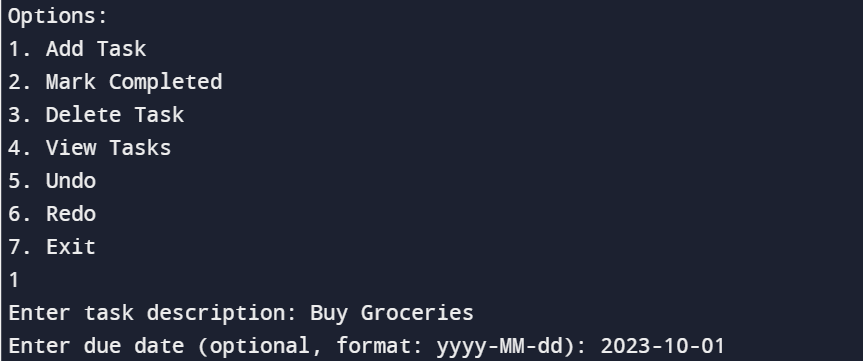 Options:
1. Add Task
2. Mark Completed
3. Delete Task
4. View Tasks
5. Undo
6. Redo
7. Exit
1
Enter task description: Buy Groceries
Enter due date (optional, format: yyyy-MM-dd): 2023-10-01